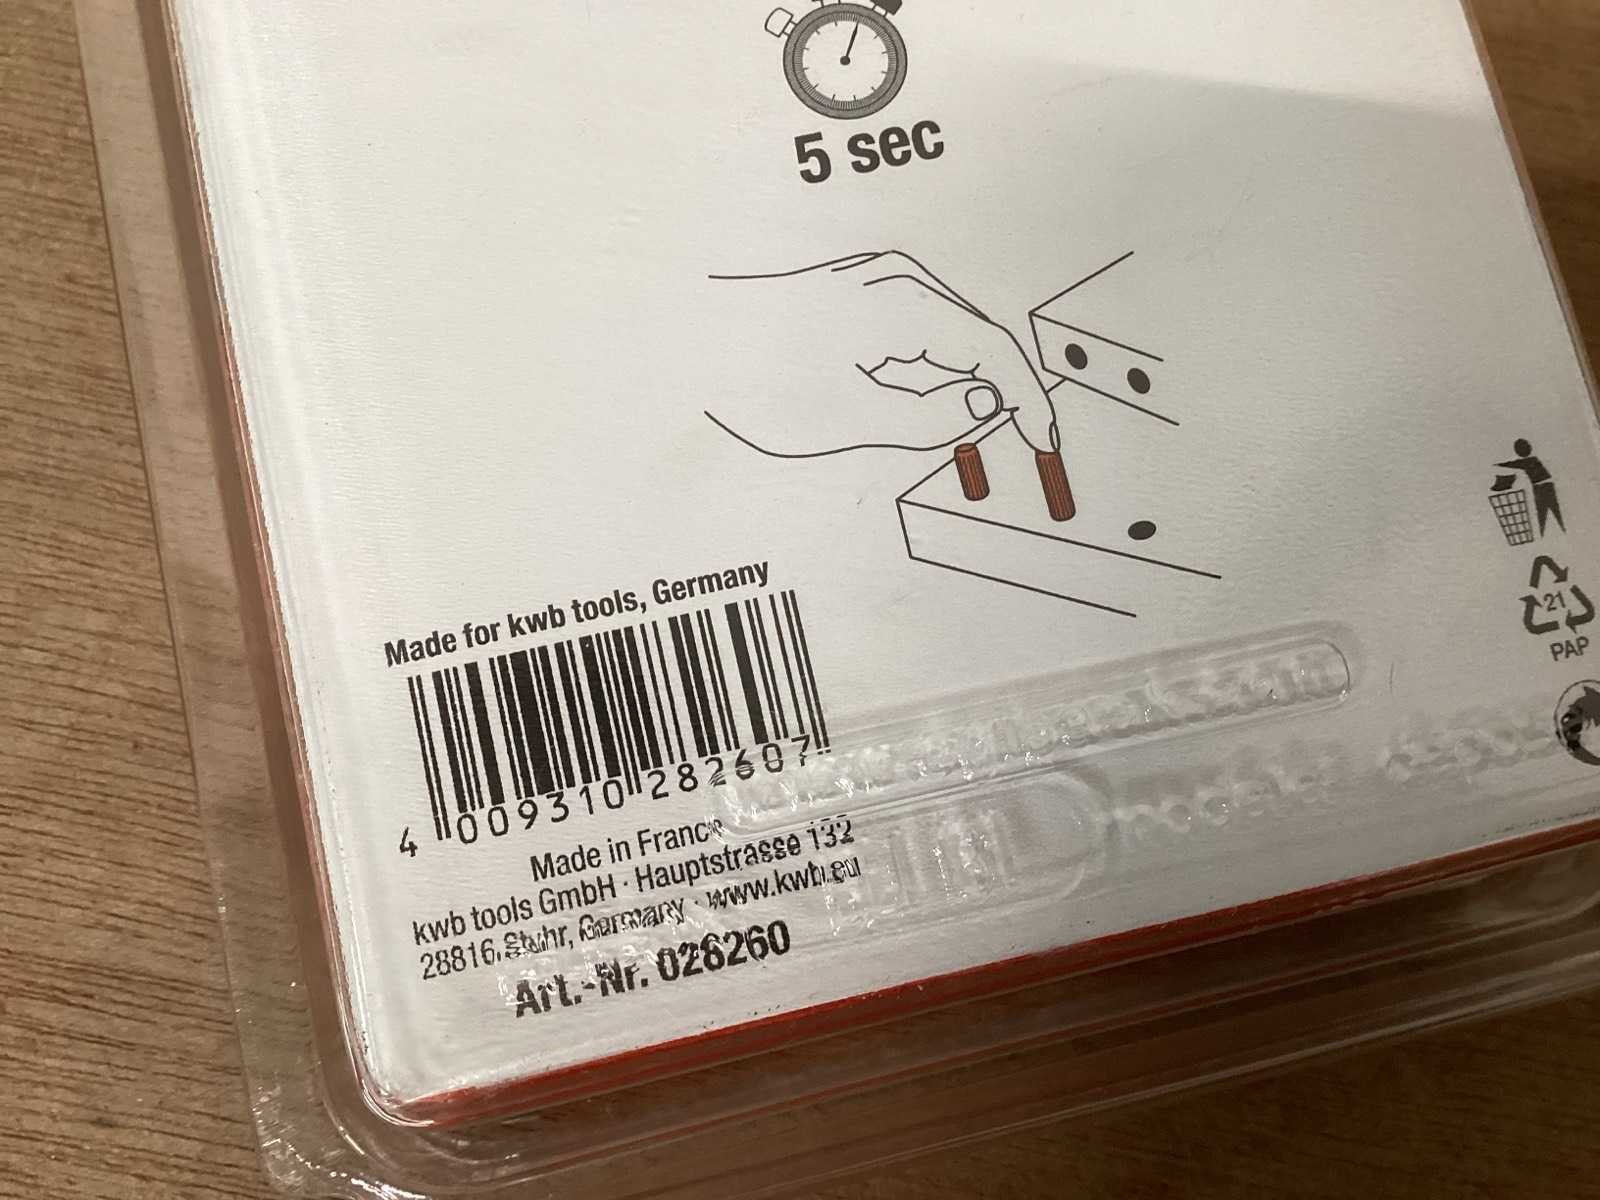 5 sec
Made for kwb tools, Germany
4 009310 282607
Made in France
kwb tools GmbH · Hauptstrasse 132
28816 Stuhr, Germany · www.kwb.eu
Art.-Nr. 028260
21
PAP